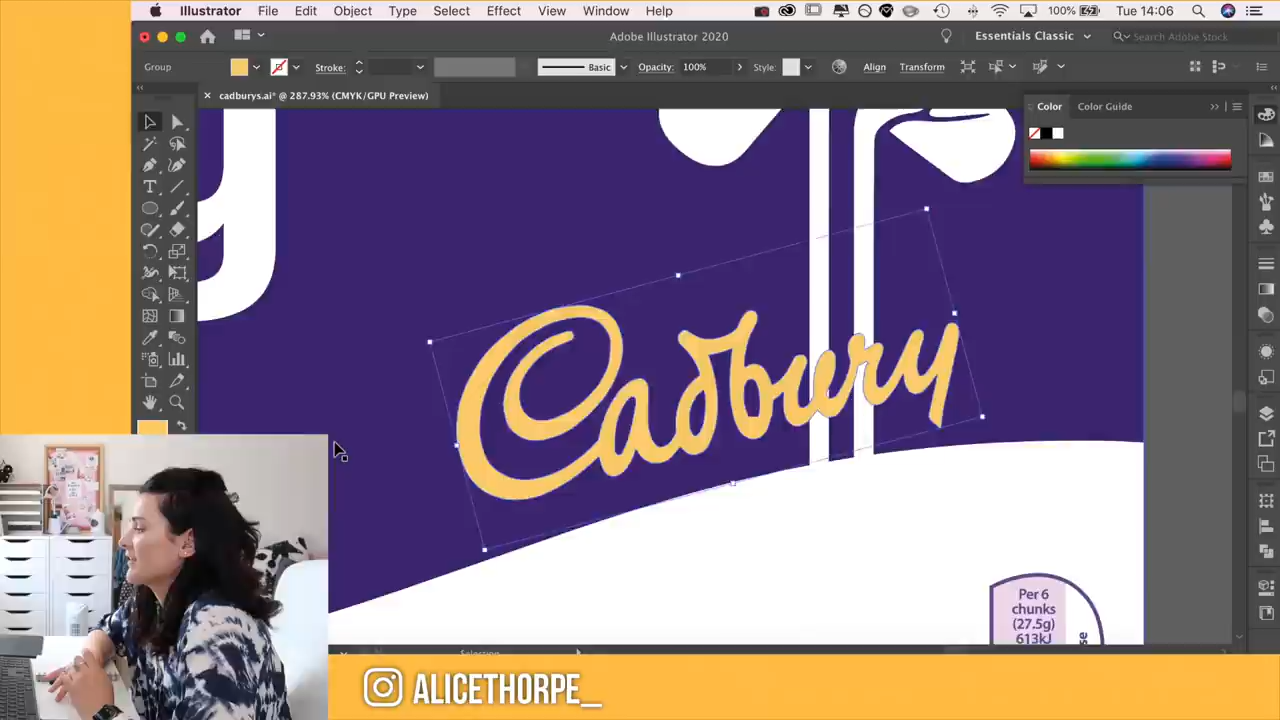 Illustrator File Edit Object Type Select Effect View Window Help 100% Tue 14:06
Adobe Illustrator 2020 Essentials Classic Search Adobe Stock
Group Stroke: Basic Opacity: 100% Style: Align Transform
cadburys.ai* @ 287.93% (CMYK/GPU Preview)
Color Color Guide
y
Cadbury
Per 6
chunks
(27.5g)
613kJ
Selection
ALICETHORPE_